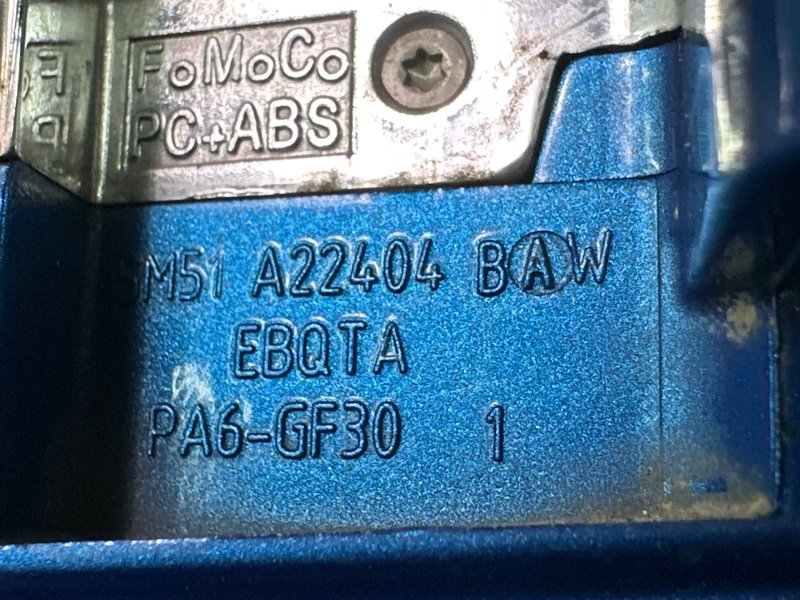 FoMoCo
PC+ABS
M51 A22404 BAW
EBQTA
PA6-GF30 1